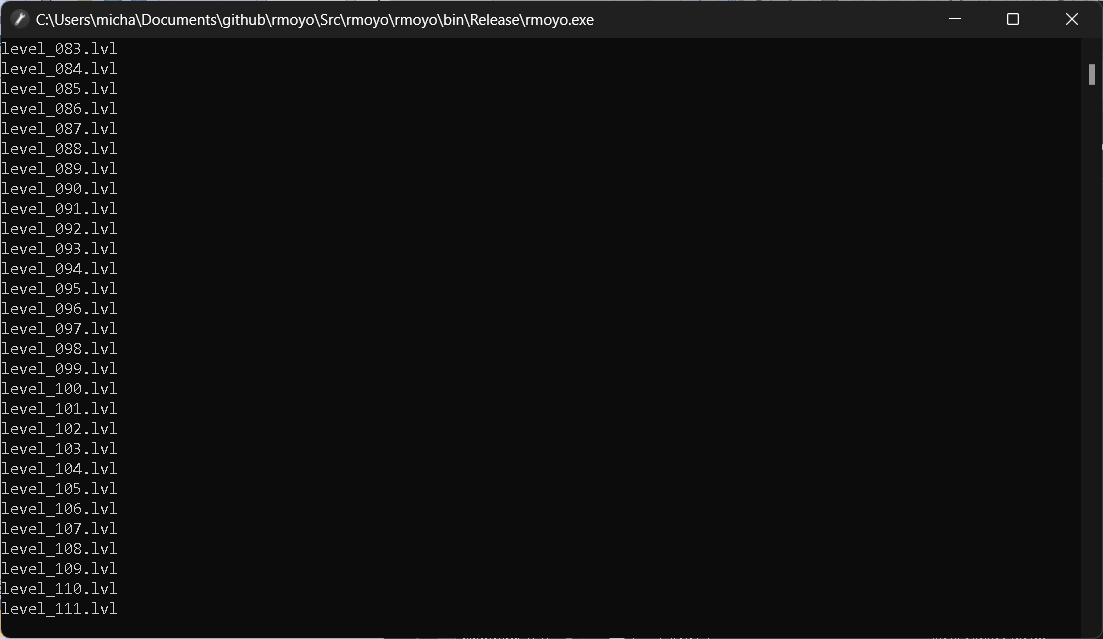 C:\Users\micha\Documents\github\rmoyo\Src\rmoyo\rmoyo\bin\Release\rmoyo.exe
level_083.lvl
level_084.lvl
level_085.lvl
level_086.lvl
level_087.lvl
level_088.lvl
level_089.lvl
level_090.lvl
level_091.lvl
level_092.lvl
level_093.lvl
level_094.lvl
level_095.lvl
level_096.lvl
level_097.lvl
level_098.lvl
level_099.lvl
level_100.lvl
level_101.lvl
level_102.lvl
level_103.lvl
level_104.lvl
level_105.lvl
level_106.lvl
level_107.lvl
level_108.lvl
level_109.lvl
level_110.lvl
level_111.lvl